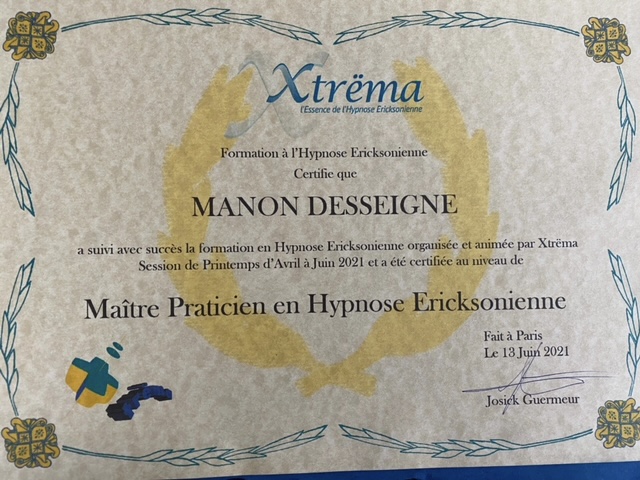 Xtrëma
l'Essence de l'Hypnose Ericksonienne
Formation à l'Hypnose Ericksonienne
Certifie que
MANON DESSEIGNE
a suivi avec succès la formation en Hypnose Ericksonienne organisée et animée par Xtrëma
Session de Printemps d'Avril à Juin 2021 et a été certifiée au niveau de
Maître Praticien en Hypnose Ericksonienne
Fait à Paris
Le 13 Juin 2021
Josick Guermeur